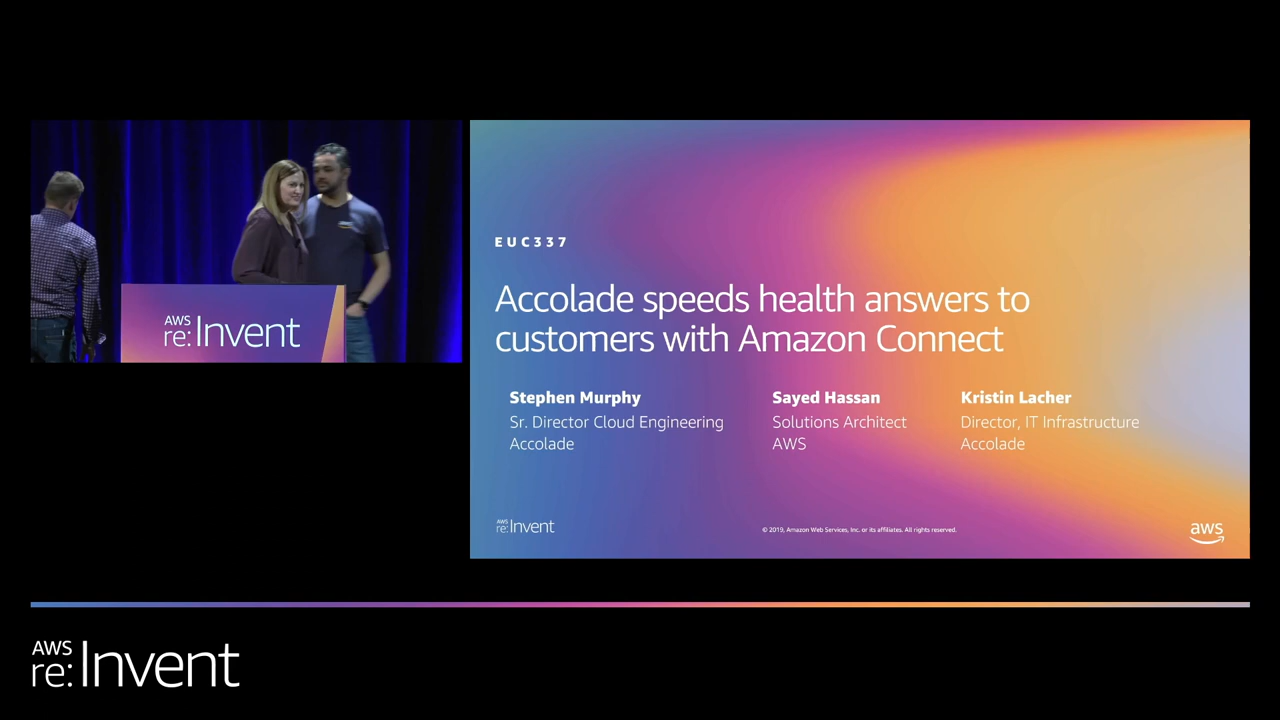 AWS
re:Invent
EUC337
Accolade speeds health answers to
customers with Amazon Connect
Stephen Murphy
Sr. Director Cloud Engineering
Accolade
Sayed Hassan
Solutions Architect
AWS
Kristin Lacher
Director, IT Infrastructure
Accolade
AWS
re:Invent
© 2019, Amazon Web Services, Inc. or its affiliates. All rights reserved.
aws
AWS
re:Invent